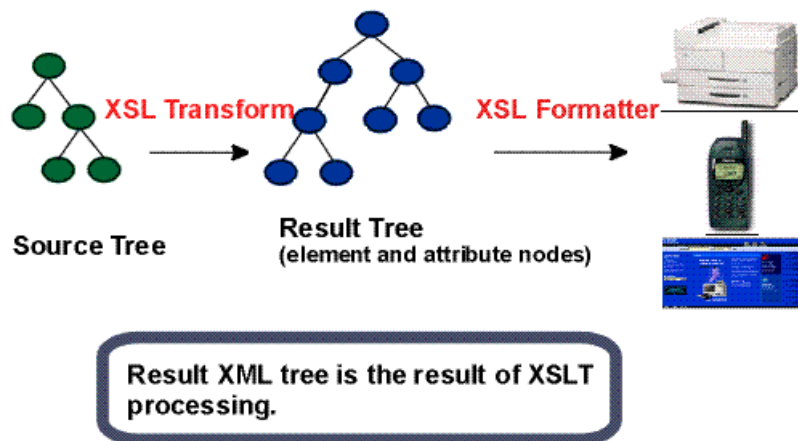 XSL Transform
XSL Formatter
Source Tree
Result Tree
(element and attribute nodes)
Result XML tree is the result of XSLT
processing.